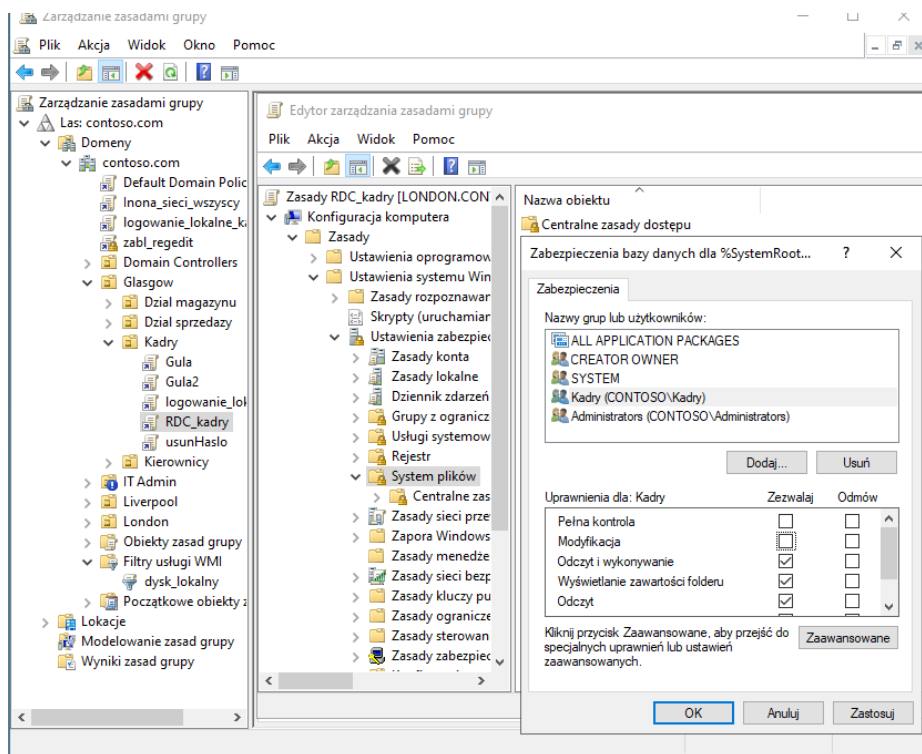 Zarządzanie zasadami grupy
Plik Akcja Widok Okno Pomoc
Zarządzanie zasadami grupy
Las: contoso.com
Domeny
contoso.com
Default Domain Polic
Inona_sieci_wszyscy
logowanie_lokalne_ka
zabl_regedit
Domain Controllers
Glasgow
Dzial magazynu
Dzial sprzedazy
Kadry
Gula
Gula2
logowanie_lok
RDC_kadry
usunHaslo
Kierownicy
IT Admin
Liverpool
London
Obiekty zasad grupy
Filtry usługi WMI
dysk_lokalny
Początkowe obiekty z
Lokacje
Modelowanie zasad grupy
Wyniki zasad grupy
Edytor zarządzania zasadami grupy
Plik Akcja Widok Pomoc
Zasady RDC_kadry [LONDON.CON
Konfiguracja komputera
Zasady
Ustawienia oprogramow
Ustawienia systemu Win
Zasady rozpoznawan
Skrypty (uruchamian
Ustawienia zabezpiec
Zasady konta
Zasady lokalne
Dziennik zdarzeń
Grupy z ogranicz
Usługi systemow
Rejestr
System plików
Centralne zas
Zasady sieci prze
Zapora Windows
Zasady menedże
Zasady sieci bezp
Zasady kluczy pu
Zasady ogranicze
Zasady sterowan
Zasady zabezpiec
Nazwa obiektu
Centralne zasady dostępu
Zabezpieczenia bazy danych dla %SystemRoot... ? X
Zabezpieczenia
Nazwy grup lub użytkowników:
ALL APPLICATION PACKAGES
CREATOR OWNER
SYSTEM
Kadry (CONTOSO\Kadry)
Administrators (CONTOSO\Administrators)
Dodaj... Usuń
Uprawnienia dla: Kadry Zezwalaj Odmów
Pełna kontrola
Modyfikacja
Odczyt i wykonywanie
Wyświetlanie zawartości folderu
Odczyt
Kliknij przycisk Zaawansowane, aby przejść do
specjalnych uprawnień lub ustawień
zaawansowanych.
Zaawansowane
OK Anuluj Zastosuj